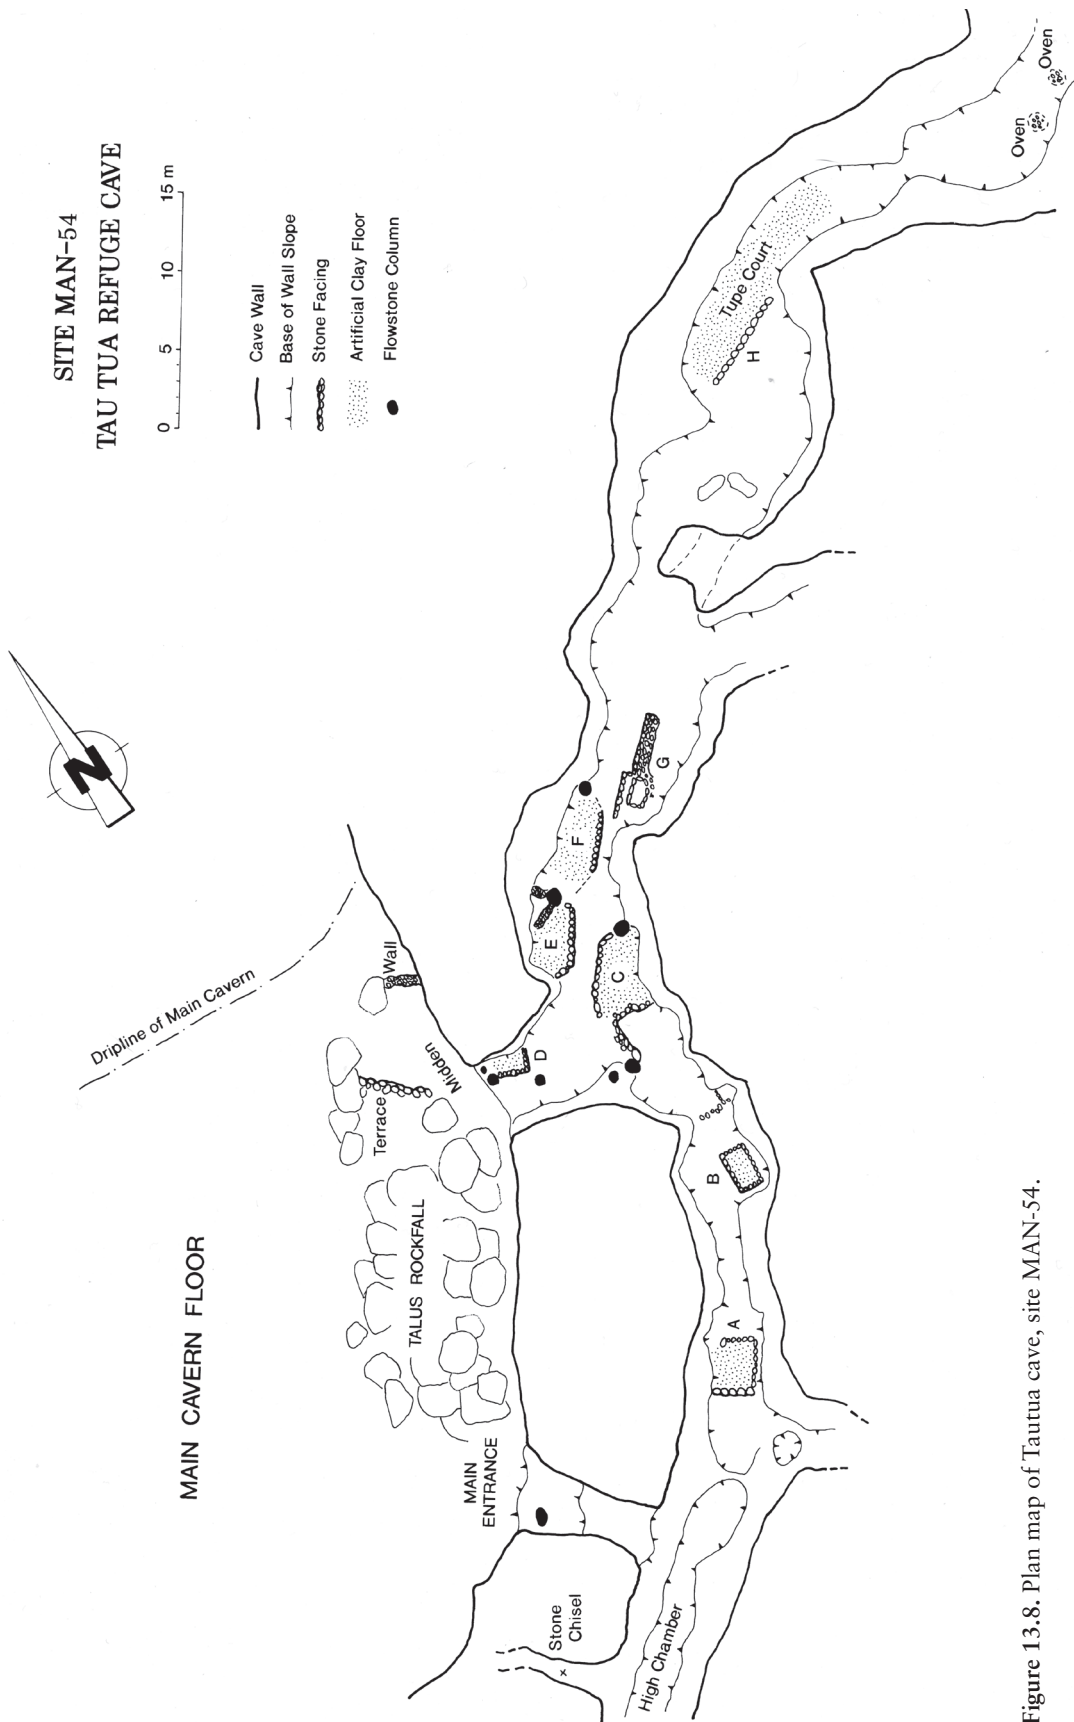 SITE MAN-54
TAU TUA REFUGE CAVE
0 5 10 15 m
Cave Wall
Base of Wall Slope
Stone Facing
Artificial Clay Floor
Flowstone Column
N
MAIN CAVERN FLOOR
Dripline of Main Cavern
Wall
Terrace
Midden
TALUS ROCKFALL
MAIN
ENTRANCE
Stone
Chisel
x
High Chamber
A
B
C
D
E
F
G
H
Tupe Court
Oven
Oven
Figure 13.8. Plan map of Tautua cave, site MAN-54.